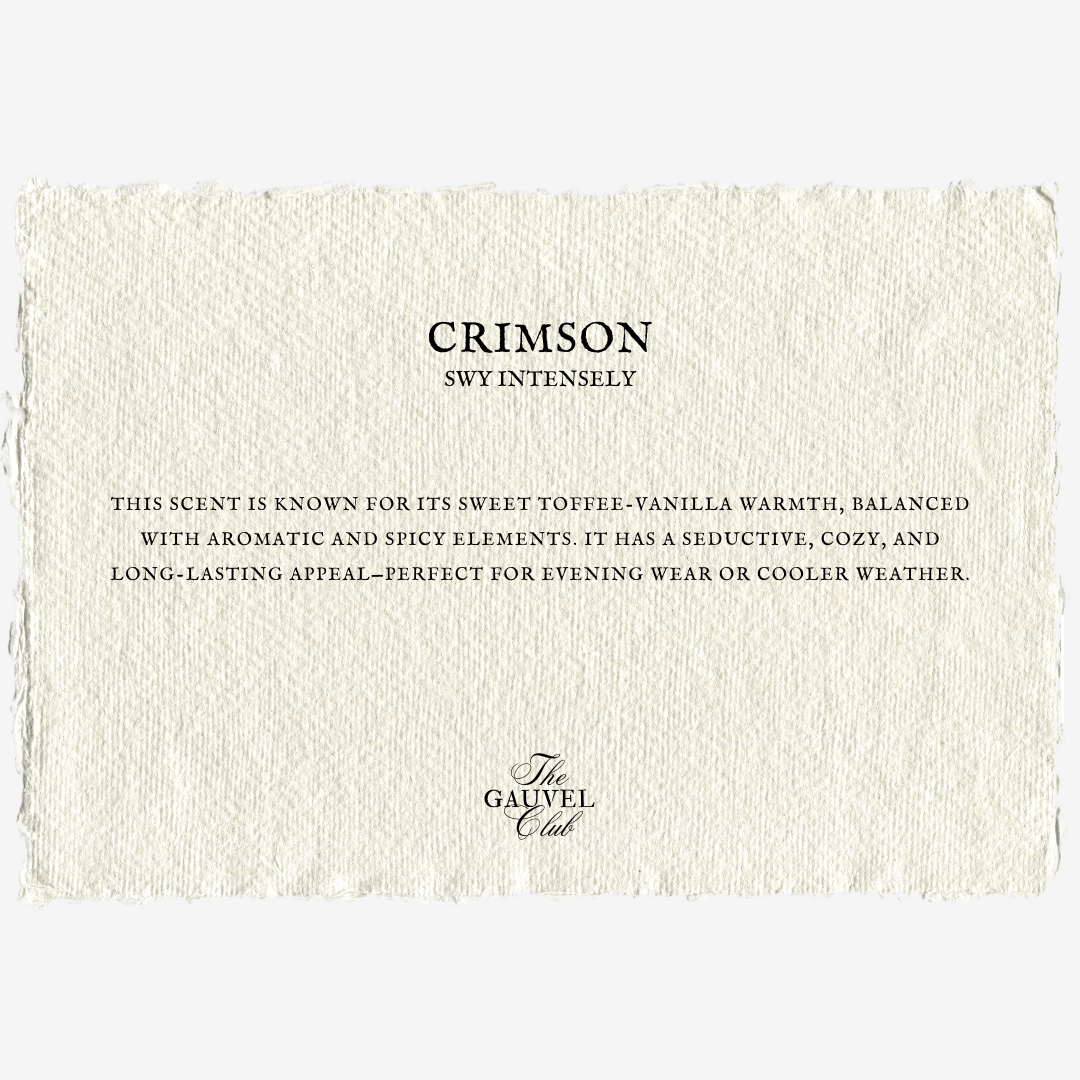 CRIMSON
SWY INTENSELY
THIS SCENT IS KNOWN FOR ITS SWEET TOFFEE-VANILLA WARMTH, BALANCED
WITH AROMATIC AND SPICY ELEMENTS. IT HAS A SEDUCTIVE, COZY, AND
LONG-LASTING APPEAL—PERFECT FOR EVENING WEAR OR COOLER WEATHER.
The
GAUVEL
Club